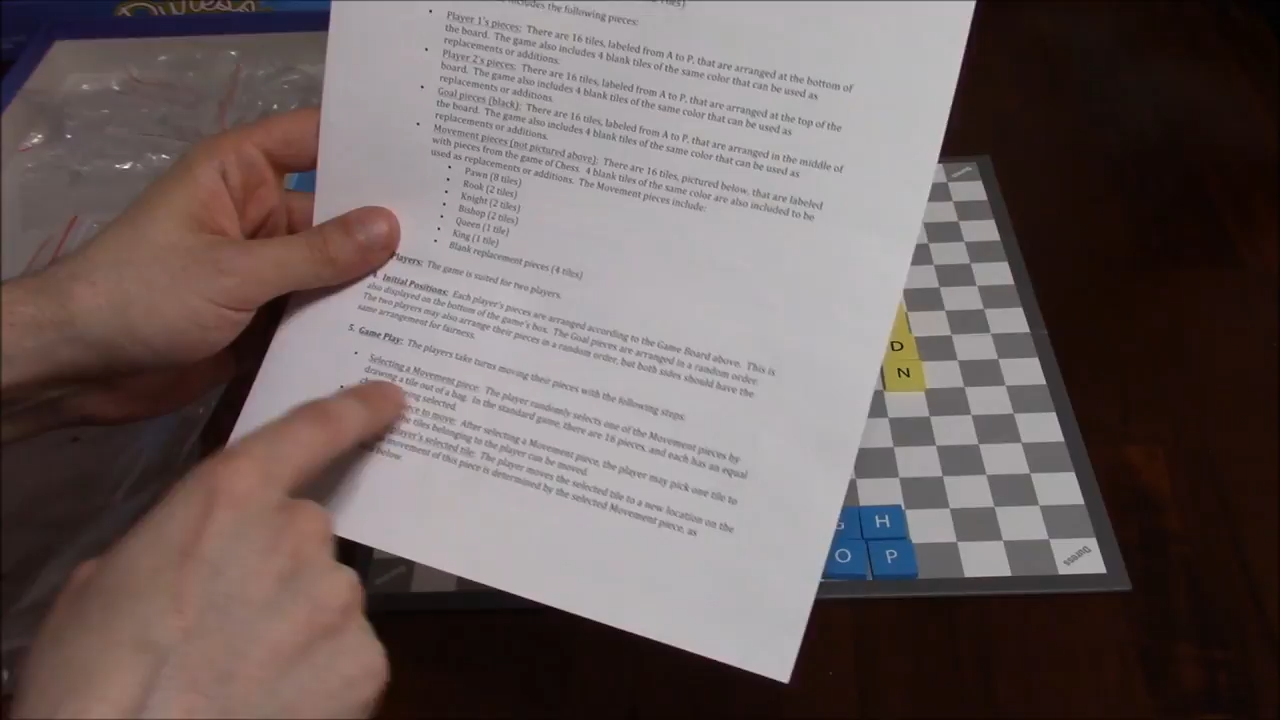 includes the following pieces:
Player 1's pieces: There are 16 tiles, labeled from A to P, that are arranged at the bottom of
the board. The game also includes 4 blank tiles of the same color that can be used as
replacements or additions.
Player 2's pieces: There are 16 tiles, labeled from A to P, that are arranged at the top of the
board. The game also includes 4 blank tiles of the same color that can be used as
replacements or additions.
Goal pieces (black): There are 16 tiles, labeled from A to P, that are arranged in the middle of
the board. The game also includes 4 blank tiles of the same color that can be used as
replacements or additions.
Movement pieces (not pictured above): There are 16 tiles, pictured below, that are labeled
with pieces from the game of Chess. 4 blank tiles of the same color are also included to be
used as replacements or additions. The Movement pieces include:
Pawn (8 tiles)
Rook (2 tiles)
Knight (2 tiles)
Bishop (2 tiles)
Queen (1 tile)
King (1 tile)
Blank replacement pieces (4 tiles)
Players: The game is suited for two players.
4. Initial Positions: Each player's pieces are arranged according to the Game Board above. This is
also displayed on the bottom of the game's box. The Goal pieces are arranged in a random order.
The two players may also arrange their pieces in a random order, but both sides should have the
same arrangement for fairness.
5. Game Play: The players take turns moving their pieces with the following steps:
Selecting a Movement piece: The player randomly selects one of the Movement pieces by
drawing a tile out of a bag. In the standard game, there are 16 pieces, and each has an equal
being selected.
piece to move: After selecting a Movement piece, the player may pick one tile to
the tiles belonging to the player can be moved.
player's selected tile: The player moves the selected tile to a new location on the
movement of this piece is determined by the selected Movement piece, as
below.
D
N
G H
O P